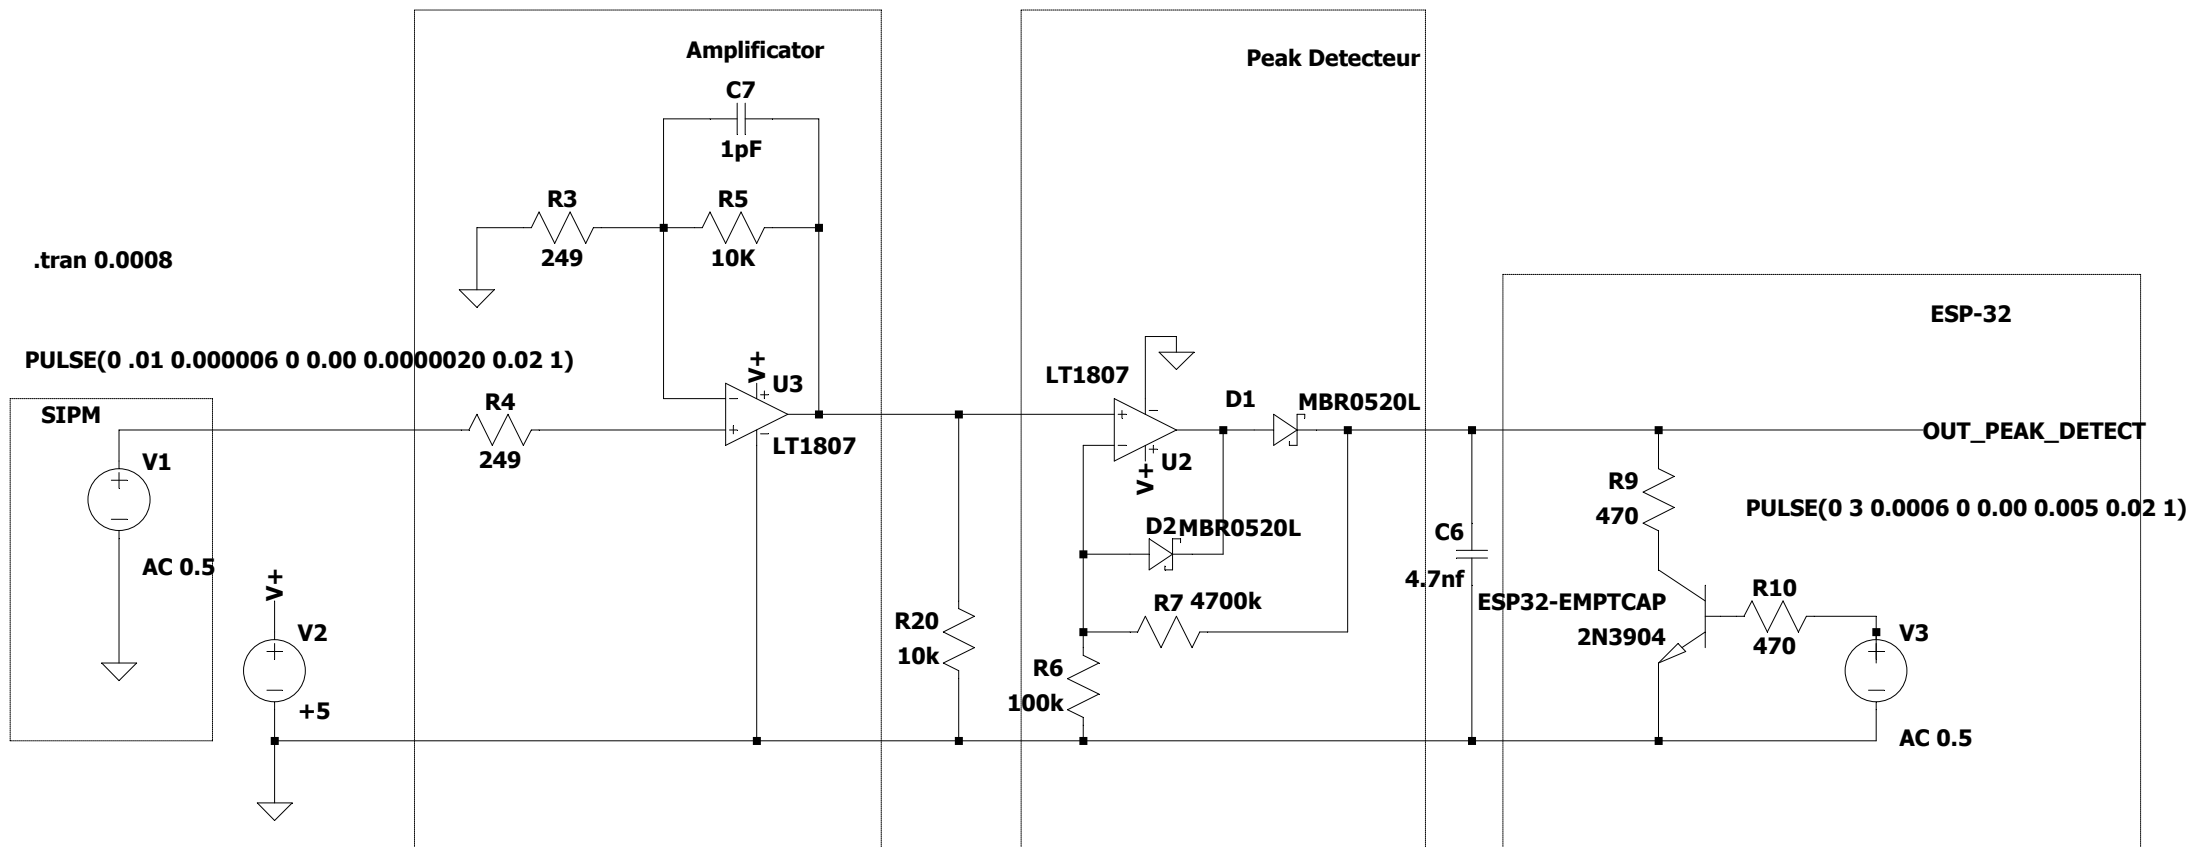 Amplificator
Peak Detecteur
C7
1pF
R3
249
R5
10K
.tran 0.0008
ESP-32
PULSE(0 .01 0.000006 0 0.00 0.0000020 0.02 1)
V+
U3
LT1807
SIPM
R4
249
LT1807
D1
MBR0520L
OUT_PEAK_DETECT
V1
V+
U2
R9
470
PULSE(0 3 0.0006 0 0.00 0.005 0.02 1)
D2
MBR0520L
C6
4.7nf
AC 0.5
V+
R7
4700k
ESP32-EMPTCAP
2N3904
R10
470
V3
V2
+5
R20
10k
R6
100k
AC 0.5